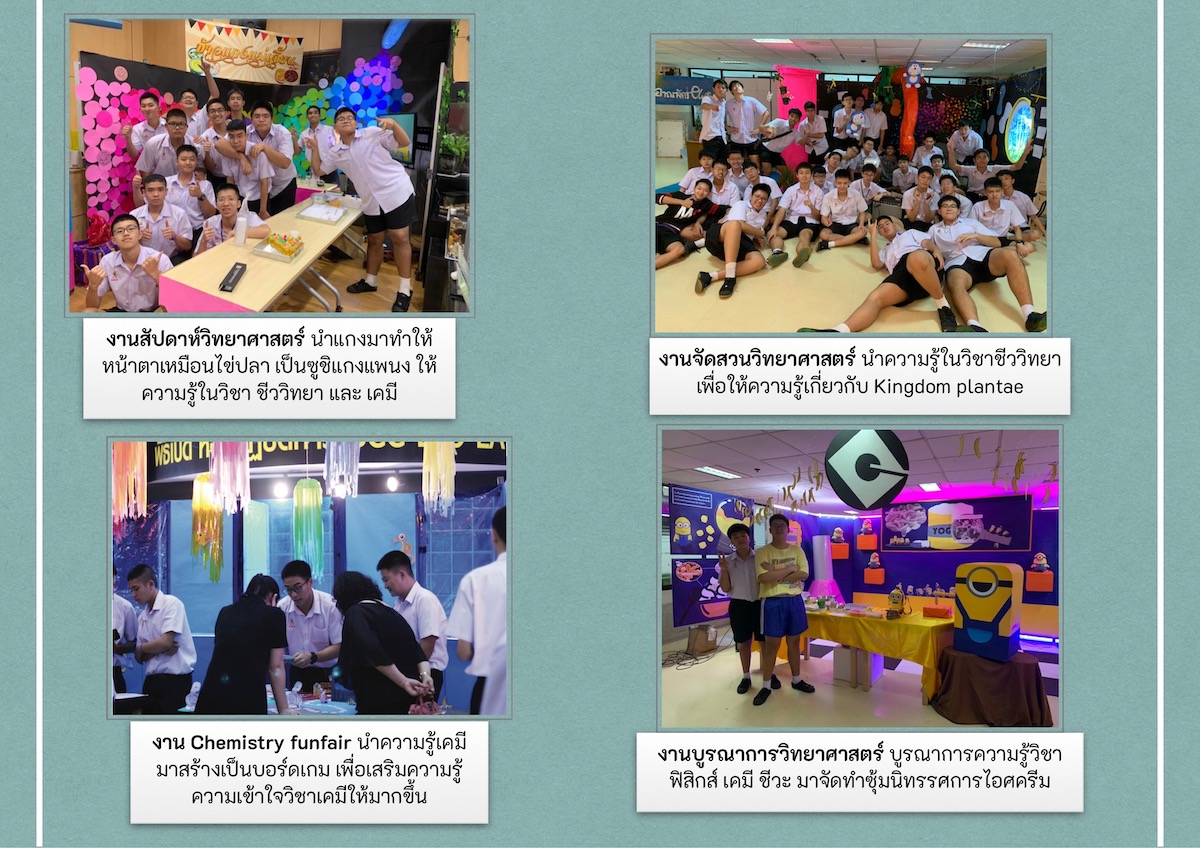 งานสัปดาห์วิทยาศาสตร์ นำแกงมาทำให้
หน้าตาเหมือนไข่ปลา เป็นซูชิแกงแพนง ให้
ความรู้ในวิชา ชีววิทยา และ เคมี
งานจัดสวนวิทยาศาสตร์ นำความรู้ในวิชาชีววิทยา
เพื่อให้ความรู้เกี่ยวกับ Kingdom plantae
YOG
งาน Chemistry funfair นำความรู้เคมี
มาสร้างเป็นบอร์ดเกม เพื่อเสริมความรู้
ความเข้าใจวิชาเคมีให้มากขึ้น
งานบูรณาการวิทยาศาสตร์ บูรณาการความรู้วิชา
ฟิสิกส์ เคมี ชีวะ มาจัดทำซุ้มนิทรรศการไอศครีม